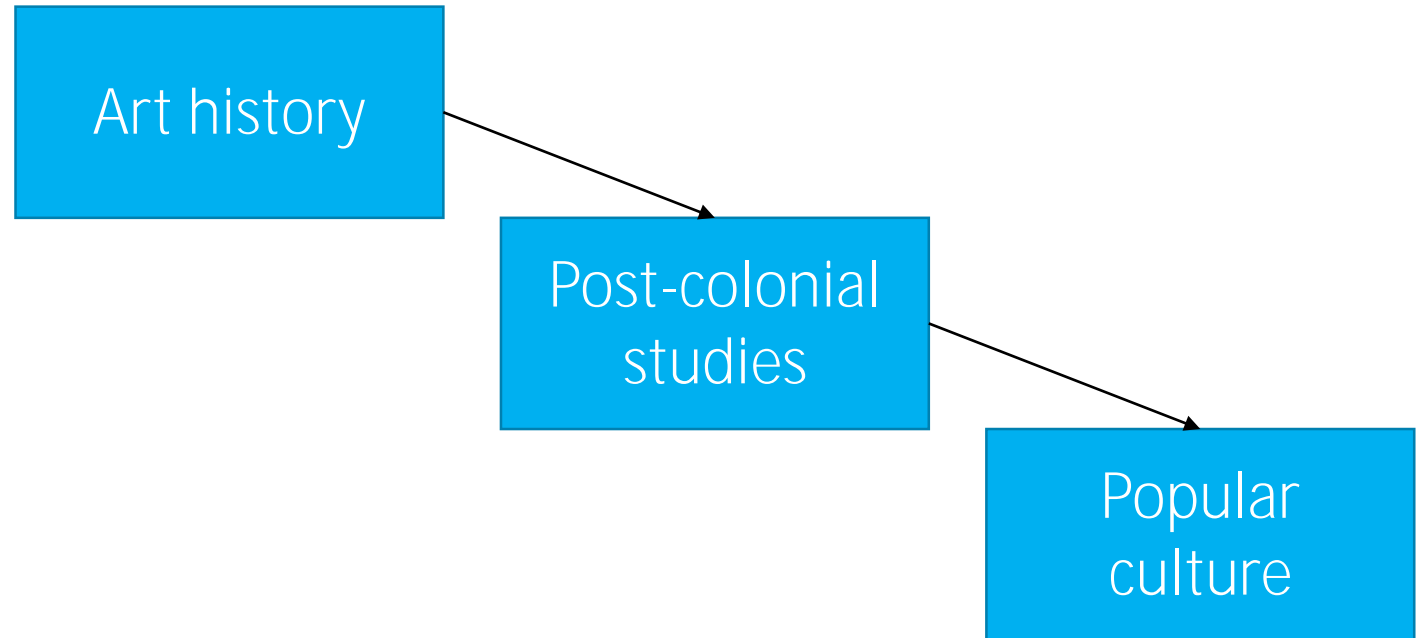 Art history
Post-colonial
studies
Popular
culture